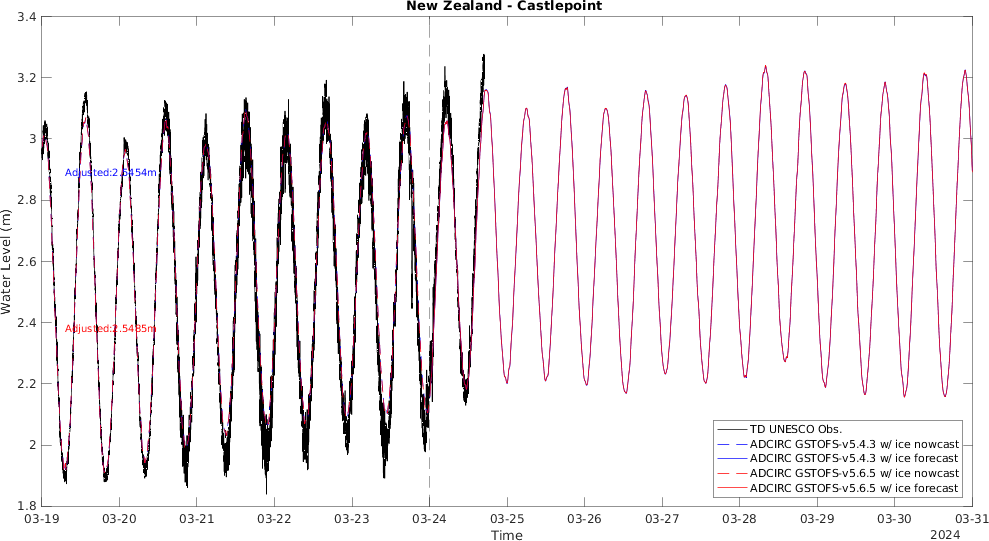 New Zealand - Castlepoint
3.4
3.2
3
2.8
2.6
2.4
2.2
2
1.8
Water Level (m)
Adjusted:2.5454m
Adjusted:2.5485m
TD UNESCO Obs.
ADCIRC GSTOFS-v5.4.3 w/ ice nowcast
ADCIRC GSTOFS-v5.4.3 w/ ice forecast
ADCIRC GSTOFS-v5.6.5 w/ ice nowcast
ADCIRC GSTOFS-v5.6.5 w/ ice forecast
03-19 03-20 03-21 03-22 03-23 03-24 03-25 03-26 03-27 03-28 03-29 03-30 03-31
Time
2024